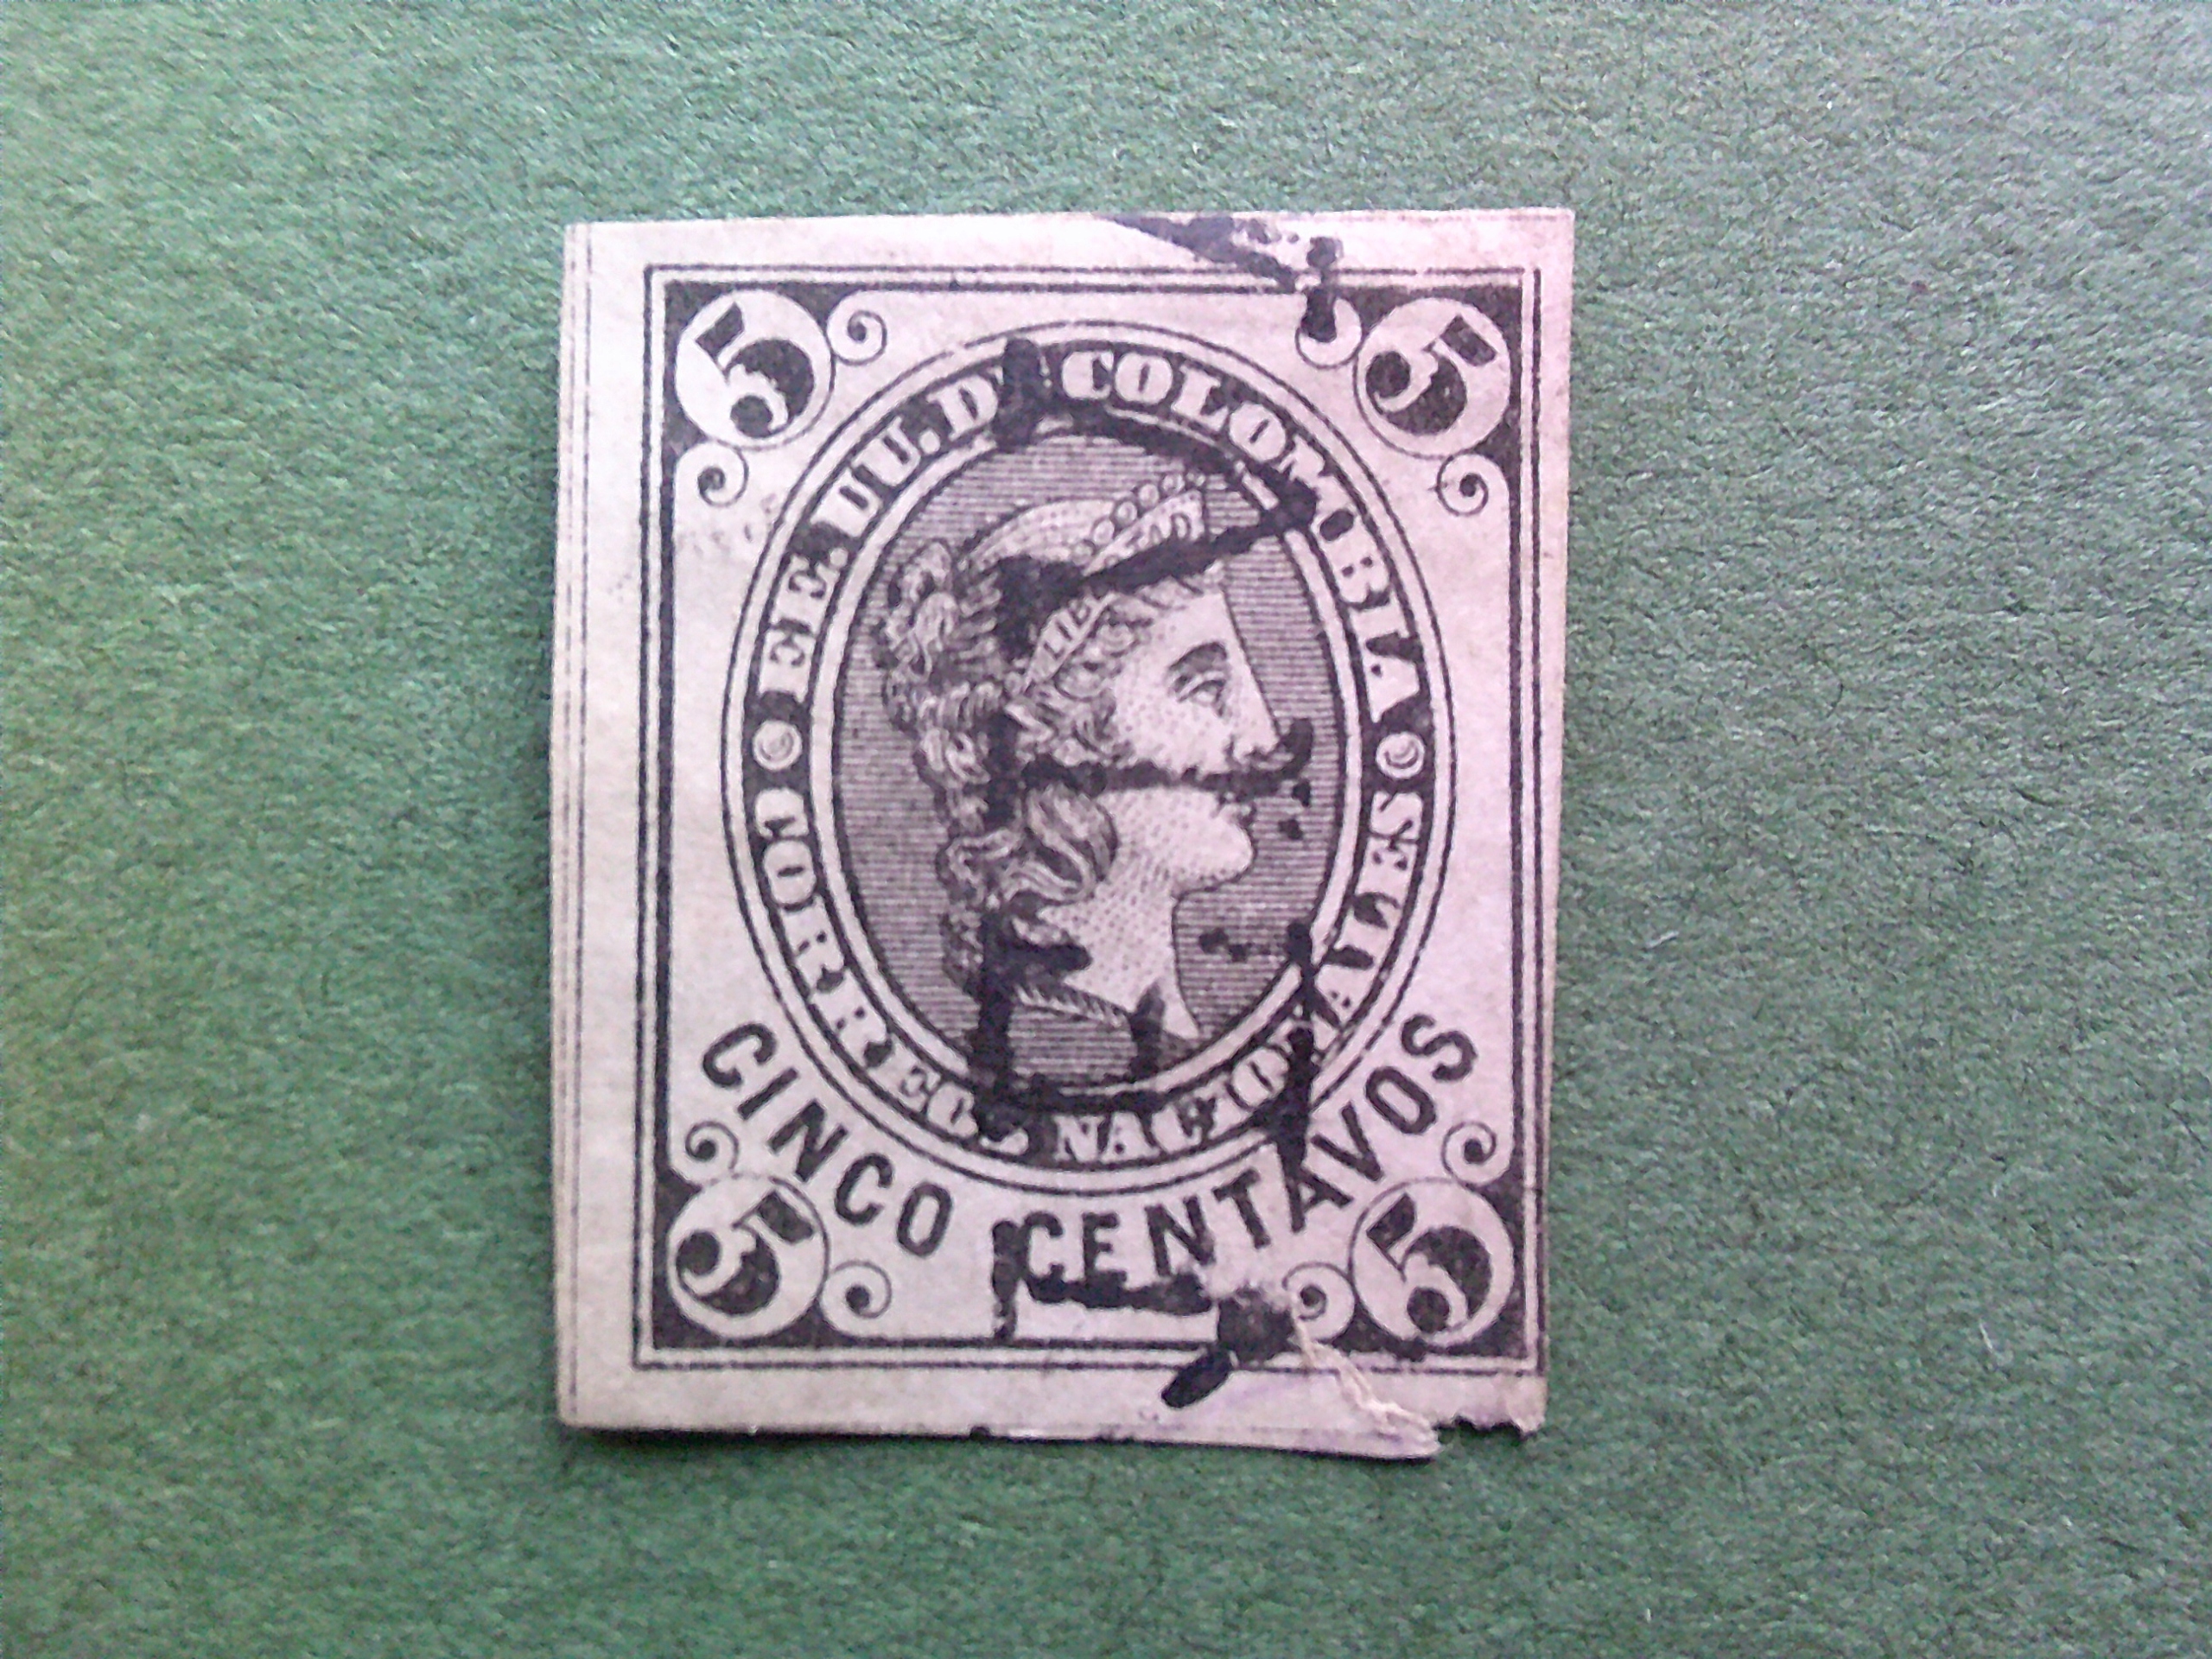 5 5
EE. UU. D COLOMBIA
CORREOS NACIONALES
CINCO CENTAVOS
5 5